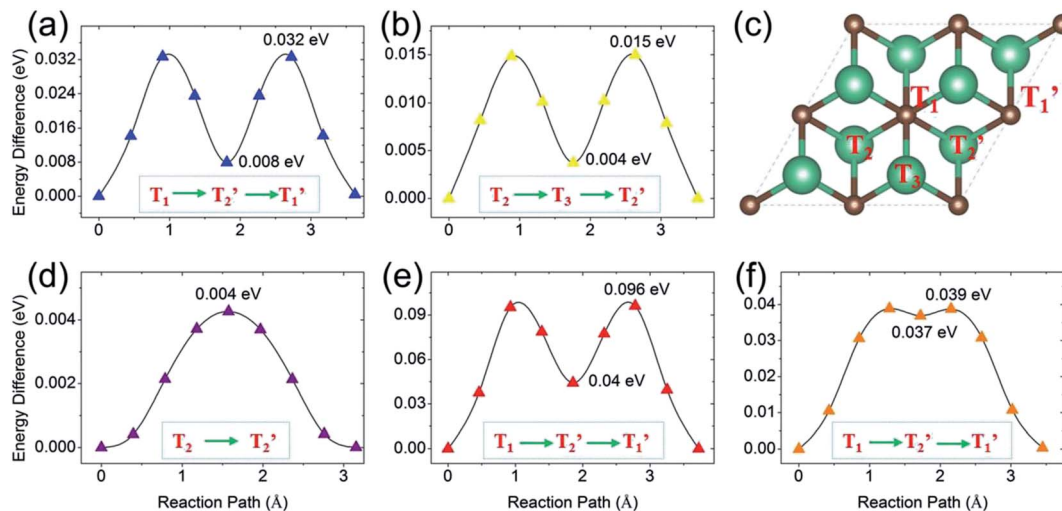 (a)
0.032
0.024
0.016
0.008
0.000
Energy Difference (eV)
0.032 eV
0.008 eV
T₁ → T₂' → T₁'
0 1 2 3
(b)
0.015
0.010
0.005
0.000
0.015 eV
0.004 eV
T₂ → T₃ → T₂'
0 1 2 3
(c)
T₁ T₁'
T₂ T₂'
T₃
(d)
0.006
0.004
0.002
0.000
Energy Difference (eV)
0.004 eV
T₂ → T₂'
0 1 2 3
Reaction Path (Å)
(e)
0.12
0.09
0.06
0.03
0.00
0.096 eV
0.04 eV
T₁ → T₂' → T₁'
0 1 2 3
Reaction Path (Å)
(f)
0.04
0.03
0.02
0.01
0.00
0.039 eV
0.037 eV
T₁ → T₂' → T₁'
0 1 2 3
Reaction Path (Å)